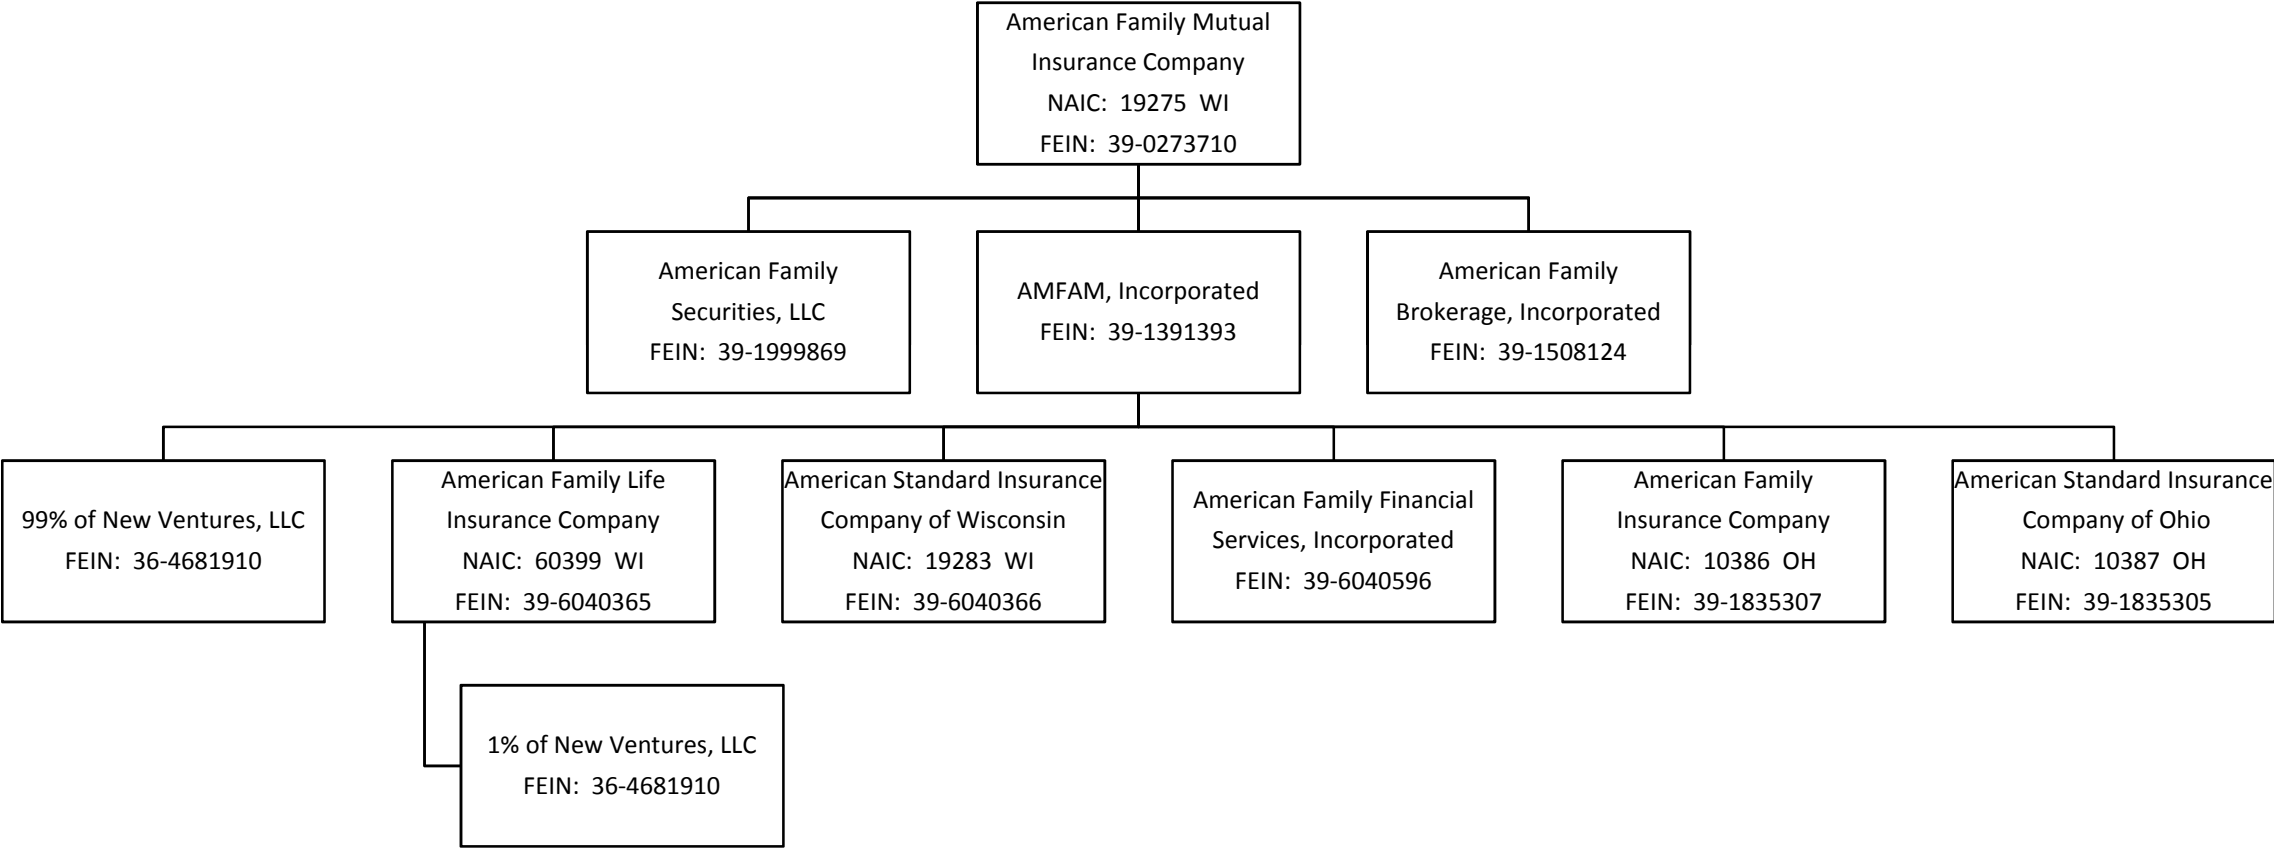 American Family Mutual
Insurance Company
NAIC:  19275  WI
FEIN:  39-0273710
American Family
Securities, LLC
FEIN:  39-1999869
AMFAM, Incorporated
FEIN:  39-1391393
American Family
Brokerage, Incorporated
FEIN:  39-1508124
99% of New Ventures, LLC
FEIN:  36-4681910
American Family Life
Insurance Company
NAIC:  60399  WI
FEIN:  39-6040365
American Standard Insurance
Company of Wisconsin
NAIC:  19283  WI
FEIN:  39-6040366
American Family Financial
Services, Incorporated
FEIN:  39-6040596
American Family
Insurance Company
NAIC:  10386  OH
FEIN:  39-1835307
American Standard Insurance
Company of Ohio
NAIC:  10387  OH
FEIN:  39-1835305
1% of New Ventures, LLC
FEIN:  36-4681910